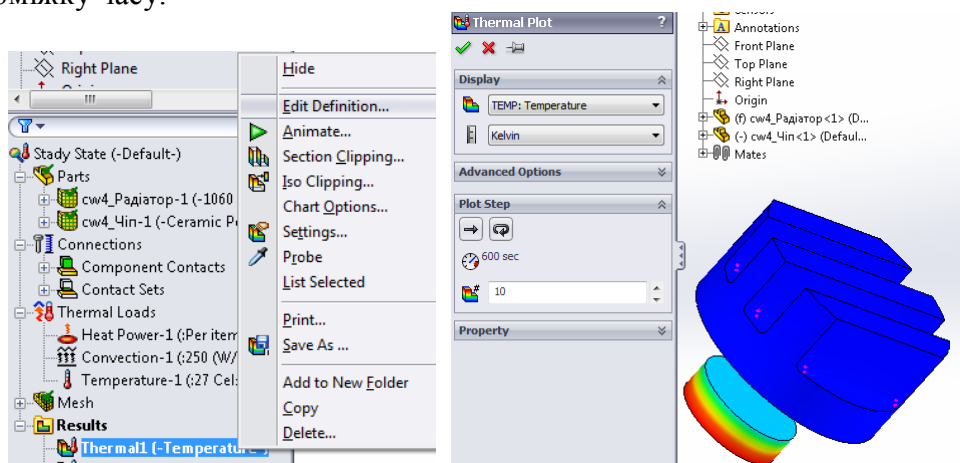 часу.
Right Plane
Stady State (-Default-)
Parts
cw4_Радіатор-1 (-1060
cw4_Чіп-1 (-Ceramic P
Connections
Component Contacts
Contact Sets
Thermal Loads
Heat Power-1 (:Per item
Convection-1 (:250 (W/
Temperature-1 (:27 Cel:
Mesh
Results
Thermal1 (-Temperature-)
Hide
Edit Definition...
Animate...
Section Clipping...
Iso Clipping...
Chart Options...
Settings...
Probe
List Selected
Print...
Save As ...
Add to New Folder
Copy
Delete...
Thermal Plot ?
Display
TEMP: Temperature
Kelvin
Advanced Options
Plot Step
600 sec
10
Property
Sensors
Annotations
Front Plane
Top Plane
Right Plane
Origin
(f) cw4_Радіатор<1> (D...
(-) cw4_Чіп<1> (Defaul...
Mates